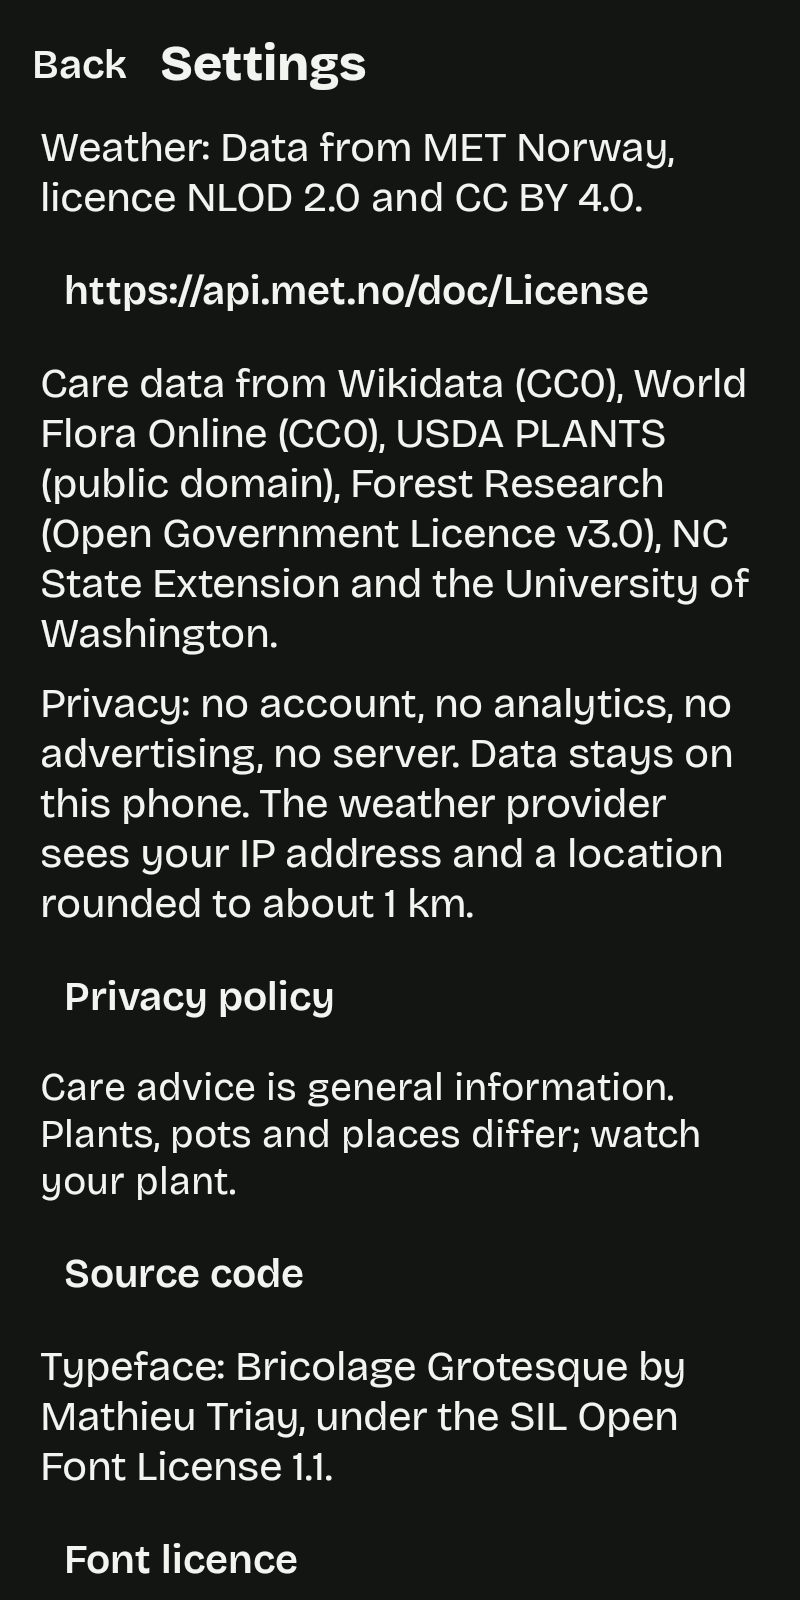 Back Settings
Weather: Data from MET Norway,
licence NLOD 2.0 and CC BY 4.0.
https://api.met.no/doc/License
Care data from Wikidata (CC0), World
Flora Online (CC0), USDA PLANTS
(public domain), Forest Research
(Open Government Licence v3.0), NC
State Extension and the University of
Washington.
Privacy: no account, no analytics, no
advertising, no server. Data stays on
this phone. The weather provider
sees your IP address and a location
rounded to about 1 km.
Privacy policy
Care advice is general information.
Plants, pots and places differ; watch
your plant.
Source code
Typeface: Bricolage Grotesque by
Mathieu Triay, under the SIL Open
Font License 1.1.
Font licence